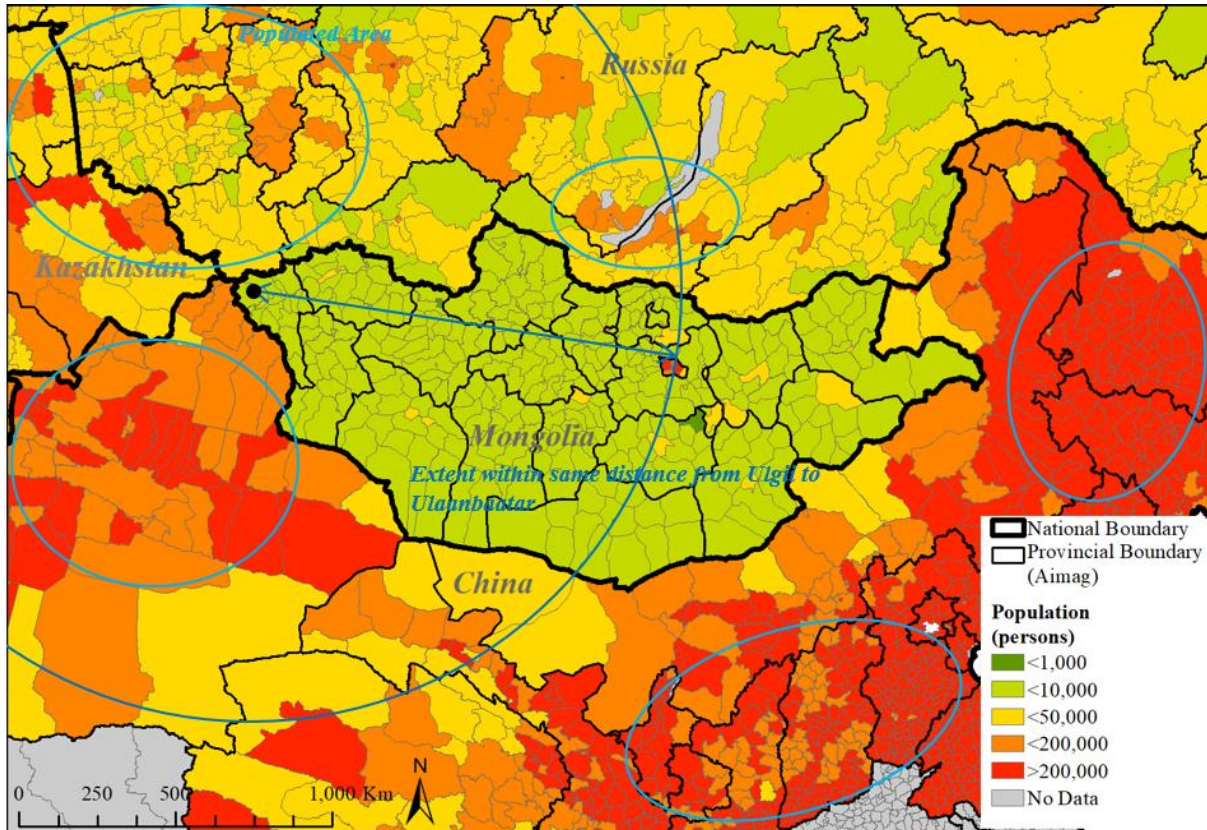 Populated Area
Russia
Kazakhstan
Mongolia
Extent within same distance from Ulgii to
Ulaanbaatar
China
National Boundary
Provincial Boundary
(Aimag)
Population
(persons)
<1,000
<10,000
<50,000
<200,000
>200,000
No Data
N
0 250 500 1,000 Km